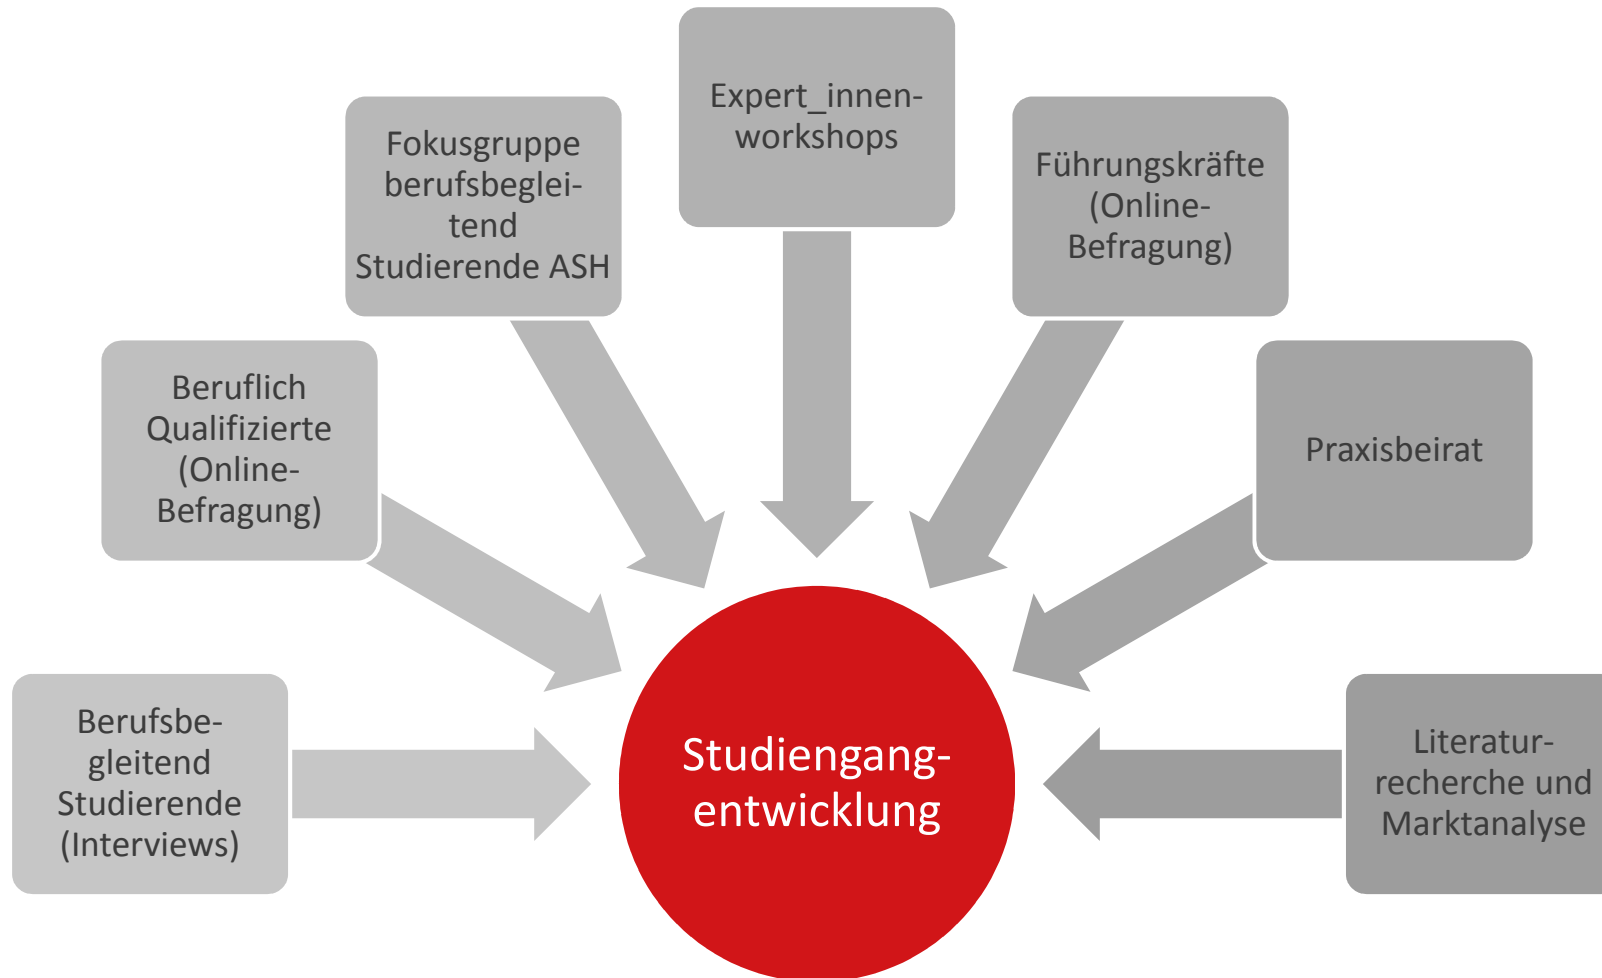 Expert_innen-
workshops
Fokusgruppe
berufsbeglei-
tend
Studierende ASH
Führungskräfte
(Online-
Befragung)
Beruflich
Qualifizierte
(Online-
Befragung)
Praxisbeirat
Berufsbe-
gleitend
Studierende
(Interviews)
Studiengang-
entwicklung
Literatur-
recherche und
Marktanalyse